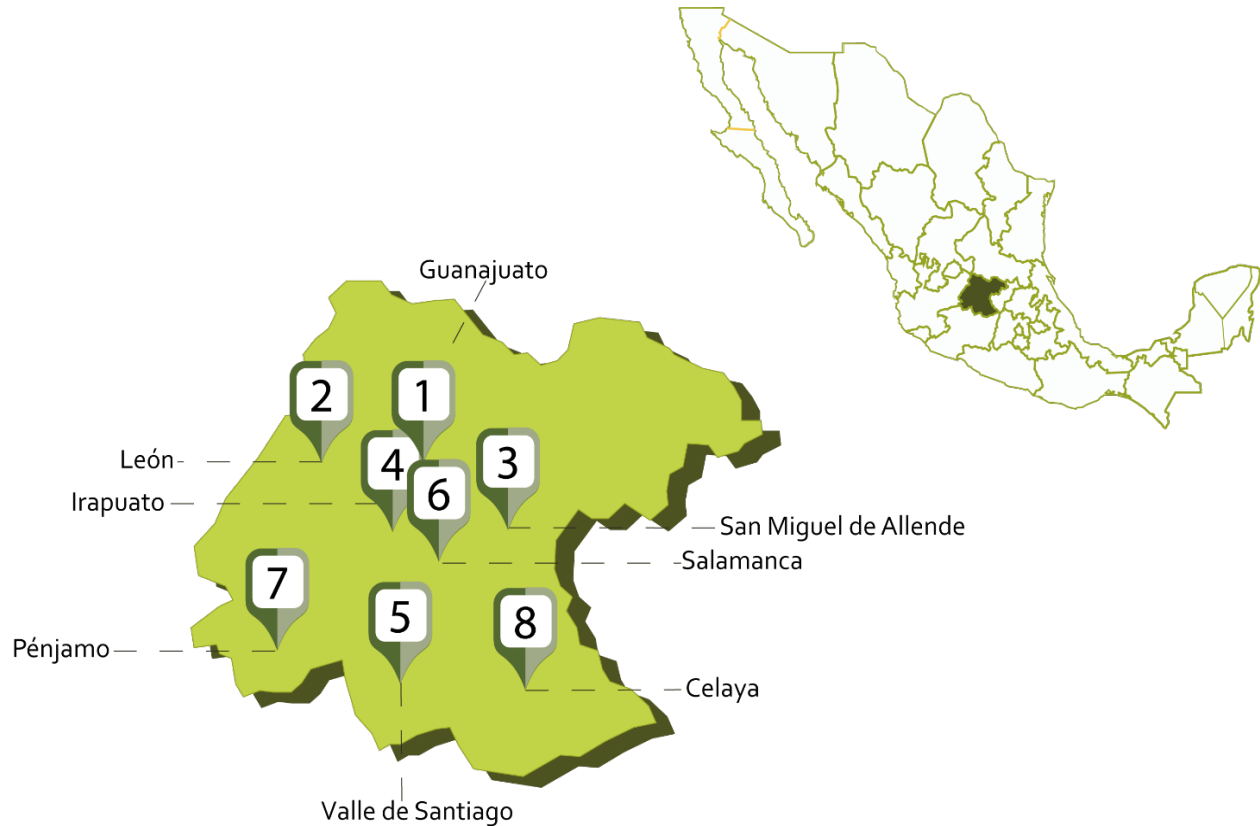 Guanajuato
2
1
León
4
3
Irapuato
6
San Miguel de Allende
Salamanca
7
5
8
Pénjamo
Celaya
Valle de Santiago